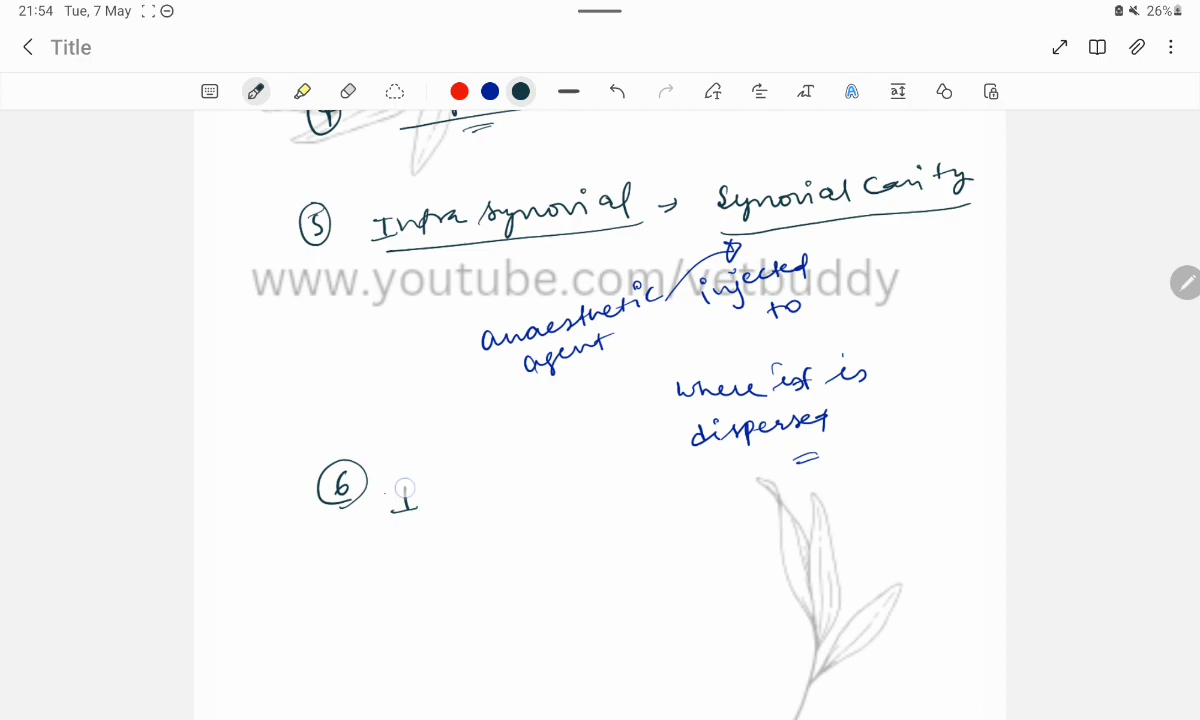 21:54 Tue, 7 May 26%
Title
5 Intra synovial → Synovial Cavity
www.youtube.com/vetbuddy
anaesthetic agent
injected to
where is
dispersed
6 I